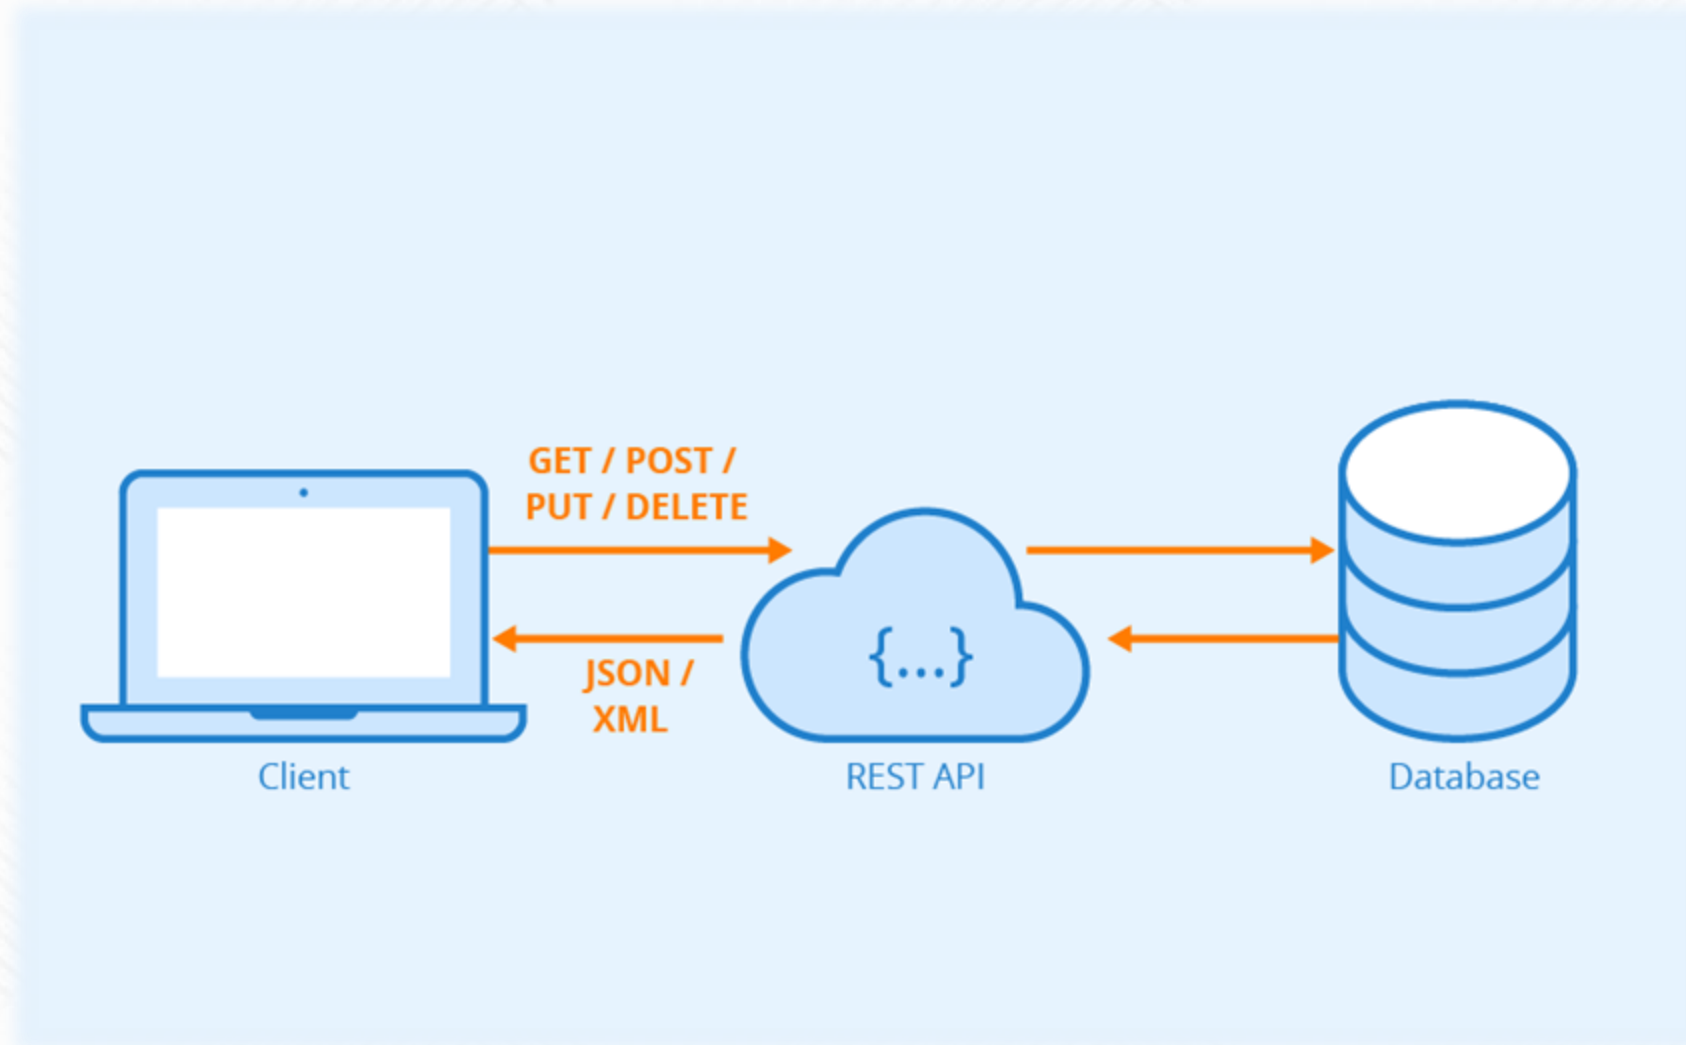 GET / POST /
PUT / DELETE
JSON /
XML
{...}
Client
REST API
Database